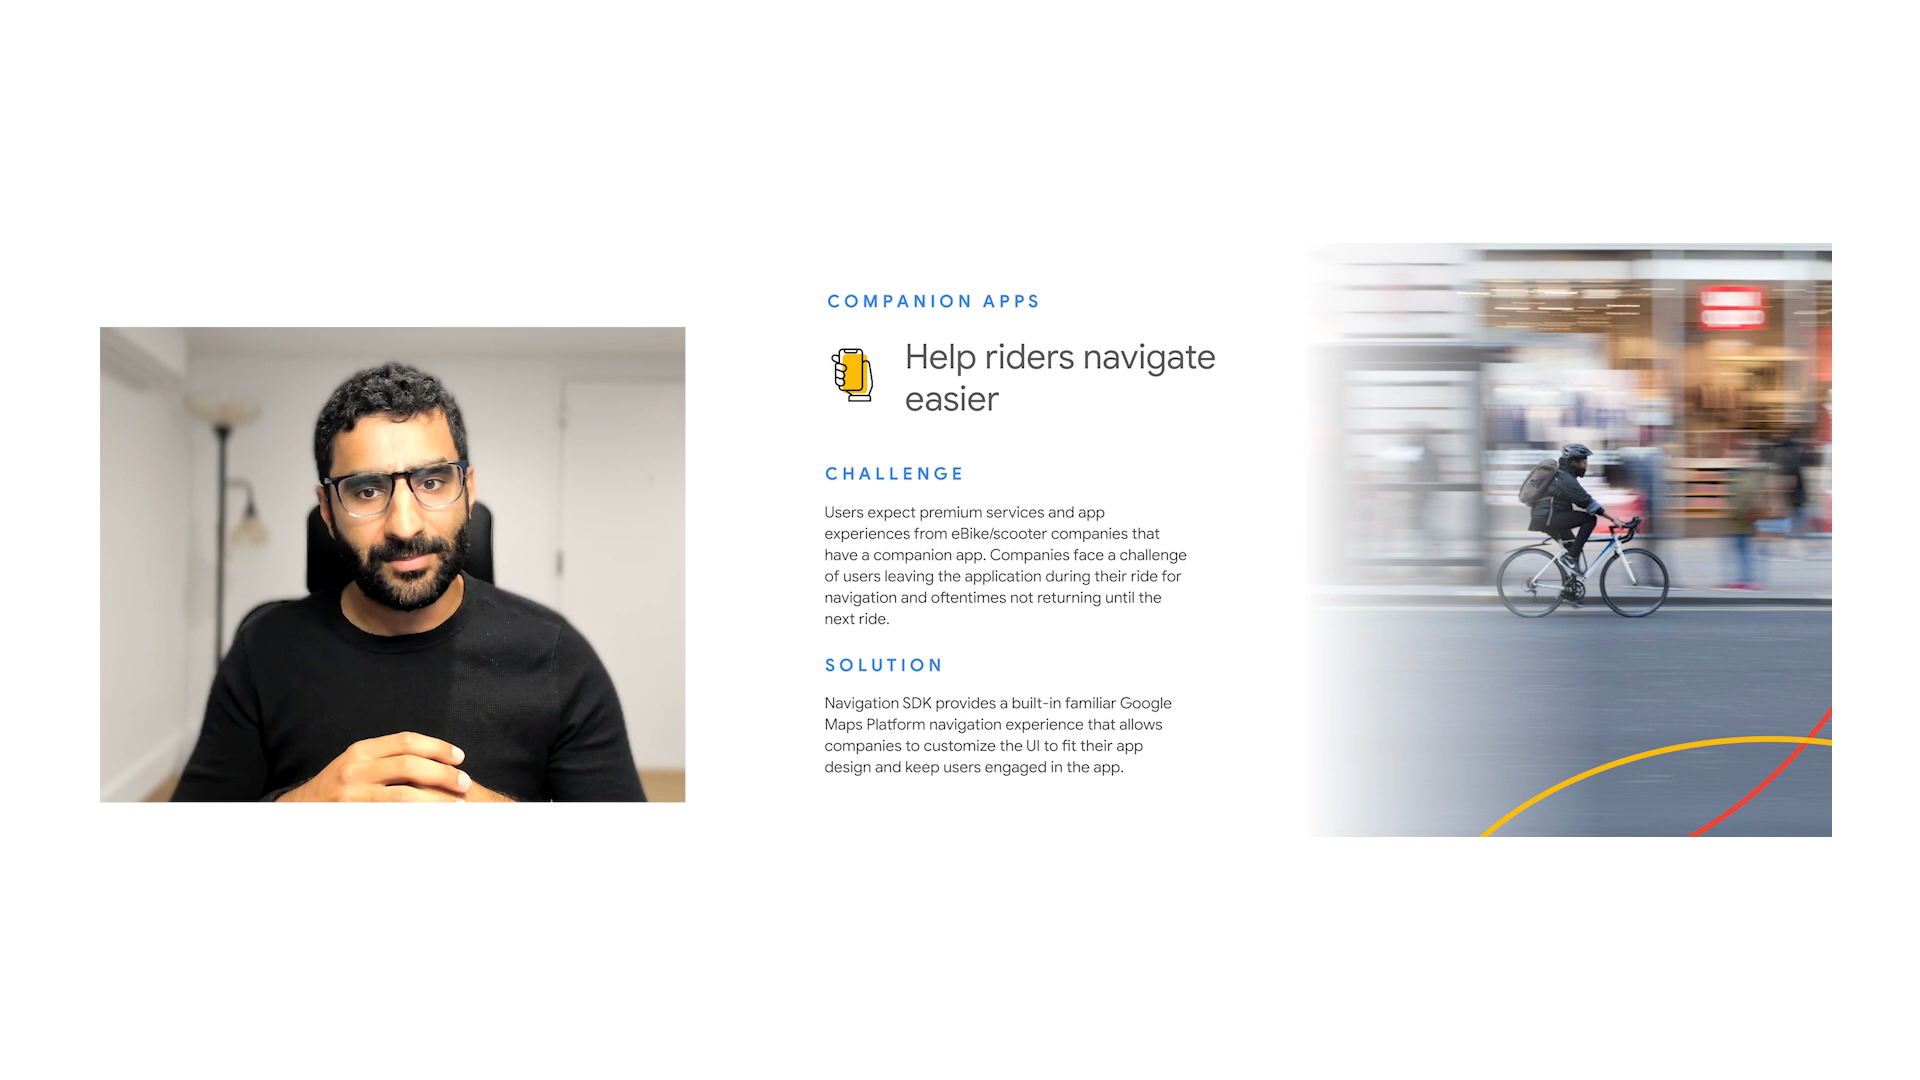 COMPANION APPS
Help riders navigate
easier
CHALLENGE
Users expect premium services and app
experiences from eBike/scooter companies that
have a companion app. Companies face a challenge
of users leaving the application during their ride for
navigation and oftentimes not returning until the
next ride.
SOLUTION
Navigation SDK provides a built-in familiar Google
Maps Platform navigation experience that allows
companies to customize the UI to fit their app
design and keep users engaged in the app.